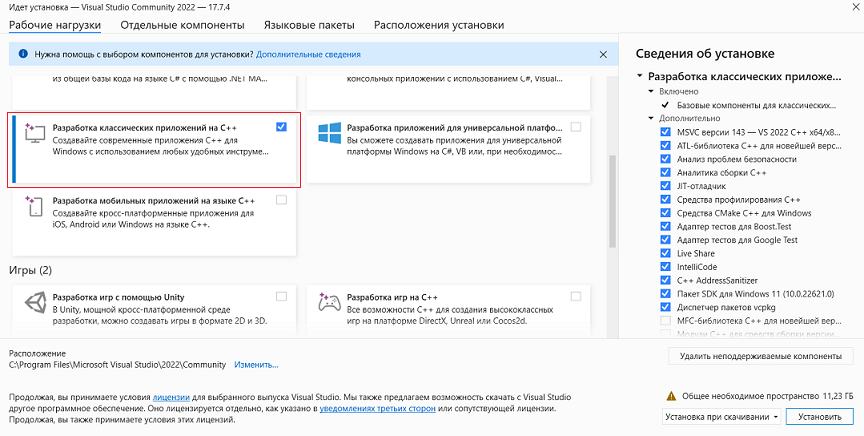 Идет установка — Visual Studio Community 2022 — 17.7.4
Рабочие нагрузки Отдельные компоненты Языковые пакеты Расположения установки
Нужна помощь с выбором компонентов для установки? Дополнительные сведения
из общей базы кода на языке C# с помощью .NET MA...
консольных приложений с использованием C#, Visual...
Разработка классических приложений на C++
Создавайте современные приложения C++ для
Windows с использованием любых удобных инструме...
Разработка приложений для универсальной платфо...
Вы сможете создавать приложения для универсальной
платформы Windows на C#, VB или, при необходимос...
Разработка мобильных приложений на языке C++
Создавайте кросс-платформенные приложения для
iOS, Android или Windows на языке C++.
Игры (2)
Разработка игр с помощью Unity
В Unity, мощной кросс-платформенной среде
разработки, можно создавать игры в формате 2D и 3D.
Разработка игр на C++
Все возможности C++ для создания высококлассных
игр на платформе DirectX, Unreal или Cocos2d.
Сведения об установке
Разработка классических приложе...
Включено
Базовые компоненты для классических...
Дополнительно
MSVC версии 143 — VS 2022 C++ x64/x8...
ATL-библиотека C++ для новейшей верс...
Анализ проблем безопасности
Аналитика сборки C++
JIT-отладчик
Средства профилирования C++
Средства CMake C++ для Windows
Адаптер тестов для Boost.Test
Адаптер тестов для Google Test
Live Share
IntelliCode
C++ AddressSanitizer
Пакет SDK для Windows 11 (10.0.22621.0)
Диспетчер пакетов vcpkg
MFC-библиотека C++ для новейшей вер...
Модули C++ для средств сборки версии...
Расположение
C:\Program Files\Microsoft Visual Studio\2022\Community Изменить...
Удалить неподдерживаемые компоненты
Продолжая, вы принимаете условия лицензии для выбранного выпуска Visual Studio. Мы также предлагаем возможность скачать с Visual Studio
другое программное обеспечение. Оно лицензируется отдельно, как указано в уведомлениях третьих сторон или сопутствующей лицензии.
Продолжая, вы также принимаете условия этих лицензий.
Общее необходимое пространство 11,23 ГБ
Установка при скачивании Установить